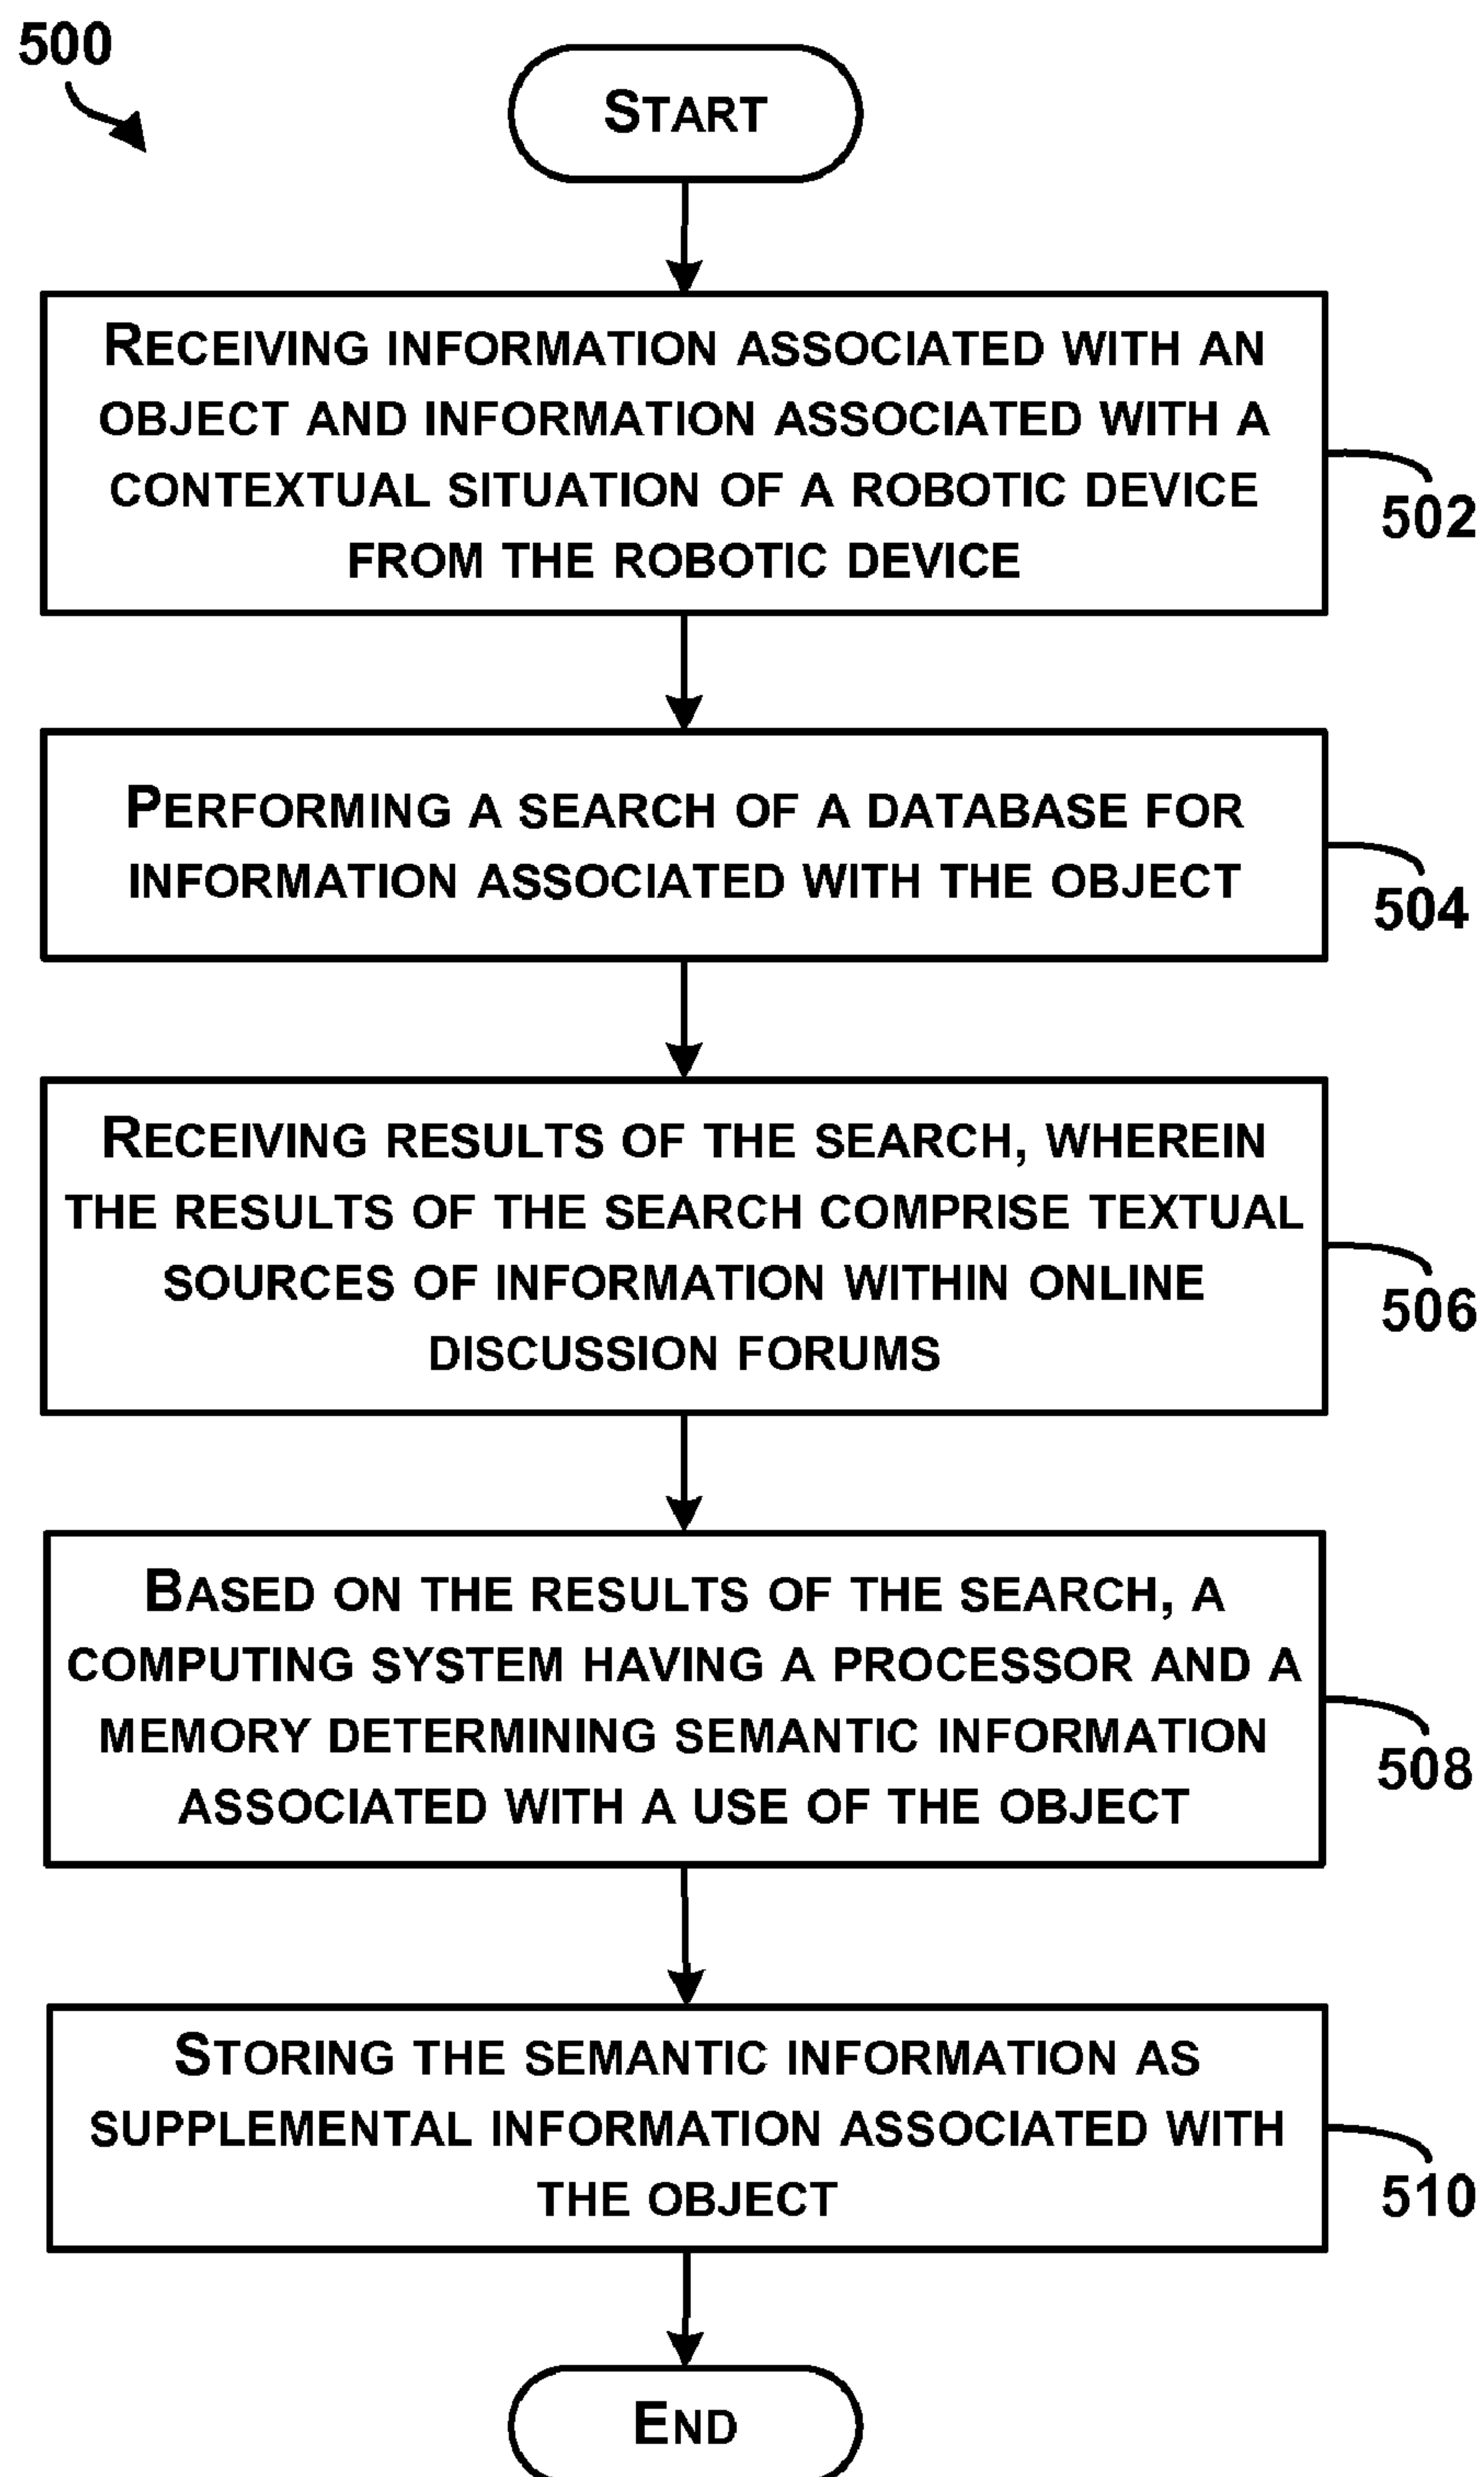 500
START
RECEIVING INFORMATION ASSOCIATED WITH AN
OBJECT AND INFORMATION ASSOCIATED WITH A
CONTEXTUAL SITUATION OF A ROBOTIC DEVICE
FROM THE ROBOTIC DEVICE
502
PERFORMING A SEARCH OF A DATABASE FOR
INFORMATION ASSOCIATED WITH THE OBJECT
504
RECEIVING RESULTS OF THE SEARCH, WHEREIN
THE RESULTS OF THE SEARCH COMPRISE TEXTUAL
SOURCES OF INFORMATION WITHIN ONLINE
DISCUSSION FORUMS
506
BASED ON THE RESULTS OF THE SEARCH, A
COMPUTING SYSTEM HAVING A PROCESSOR AND A
MEMORY DETERMINING SEMANTIC INFORMATION
ASSOCIATED WITH A USE OF THE OBJECT
508
STORING THE SEMANTIC INFORMATION AS
SUPPLEMENTAL INFORMATION ASSOCIATED WITH
THE OBJECT
510
END